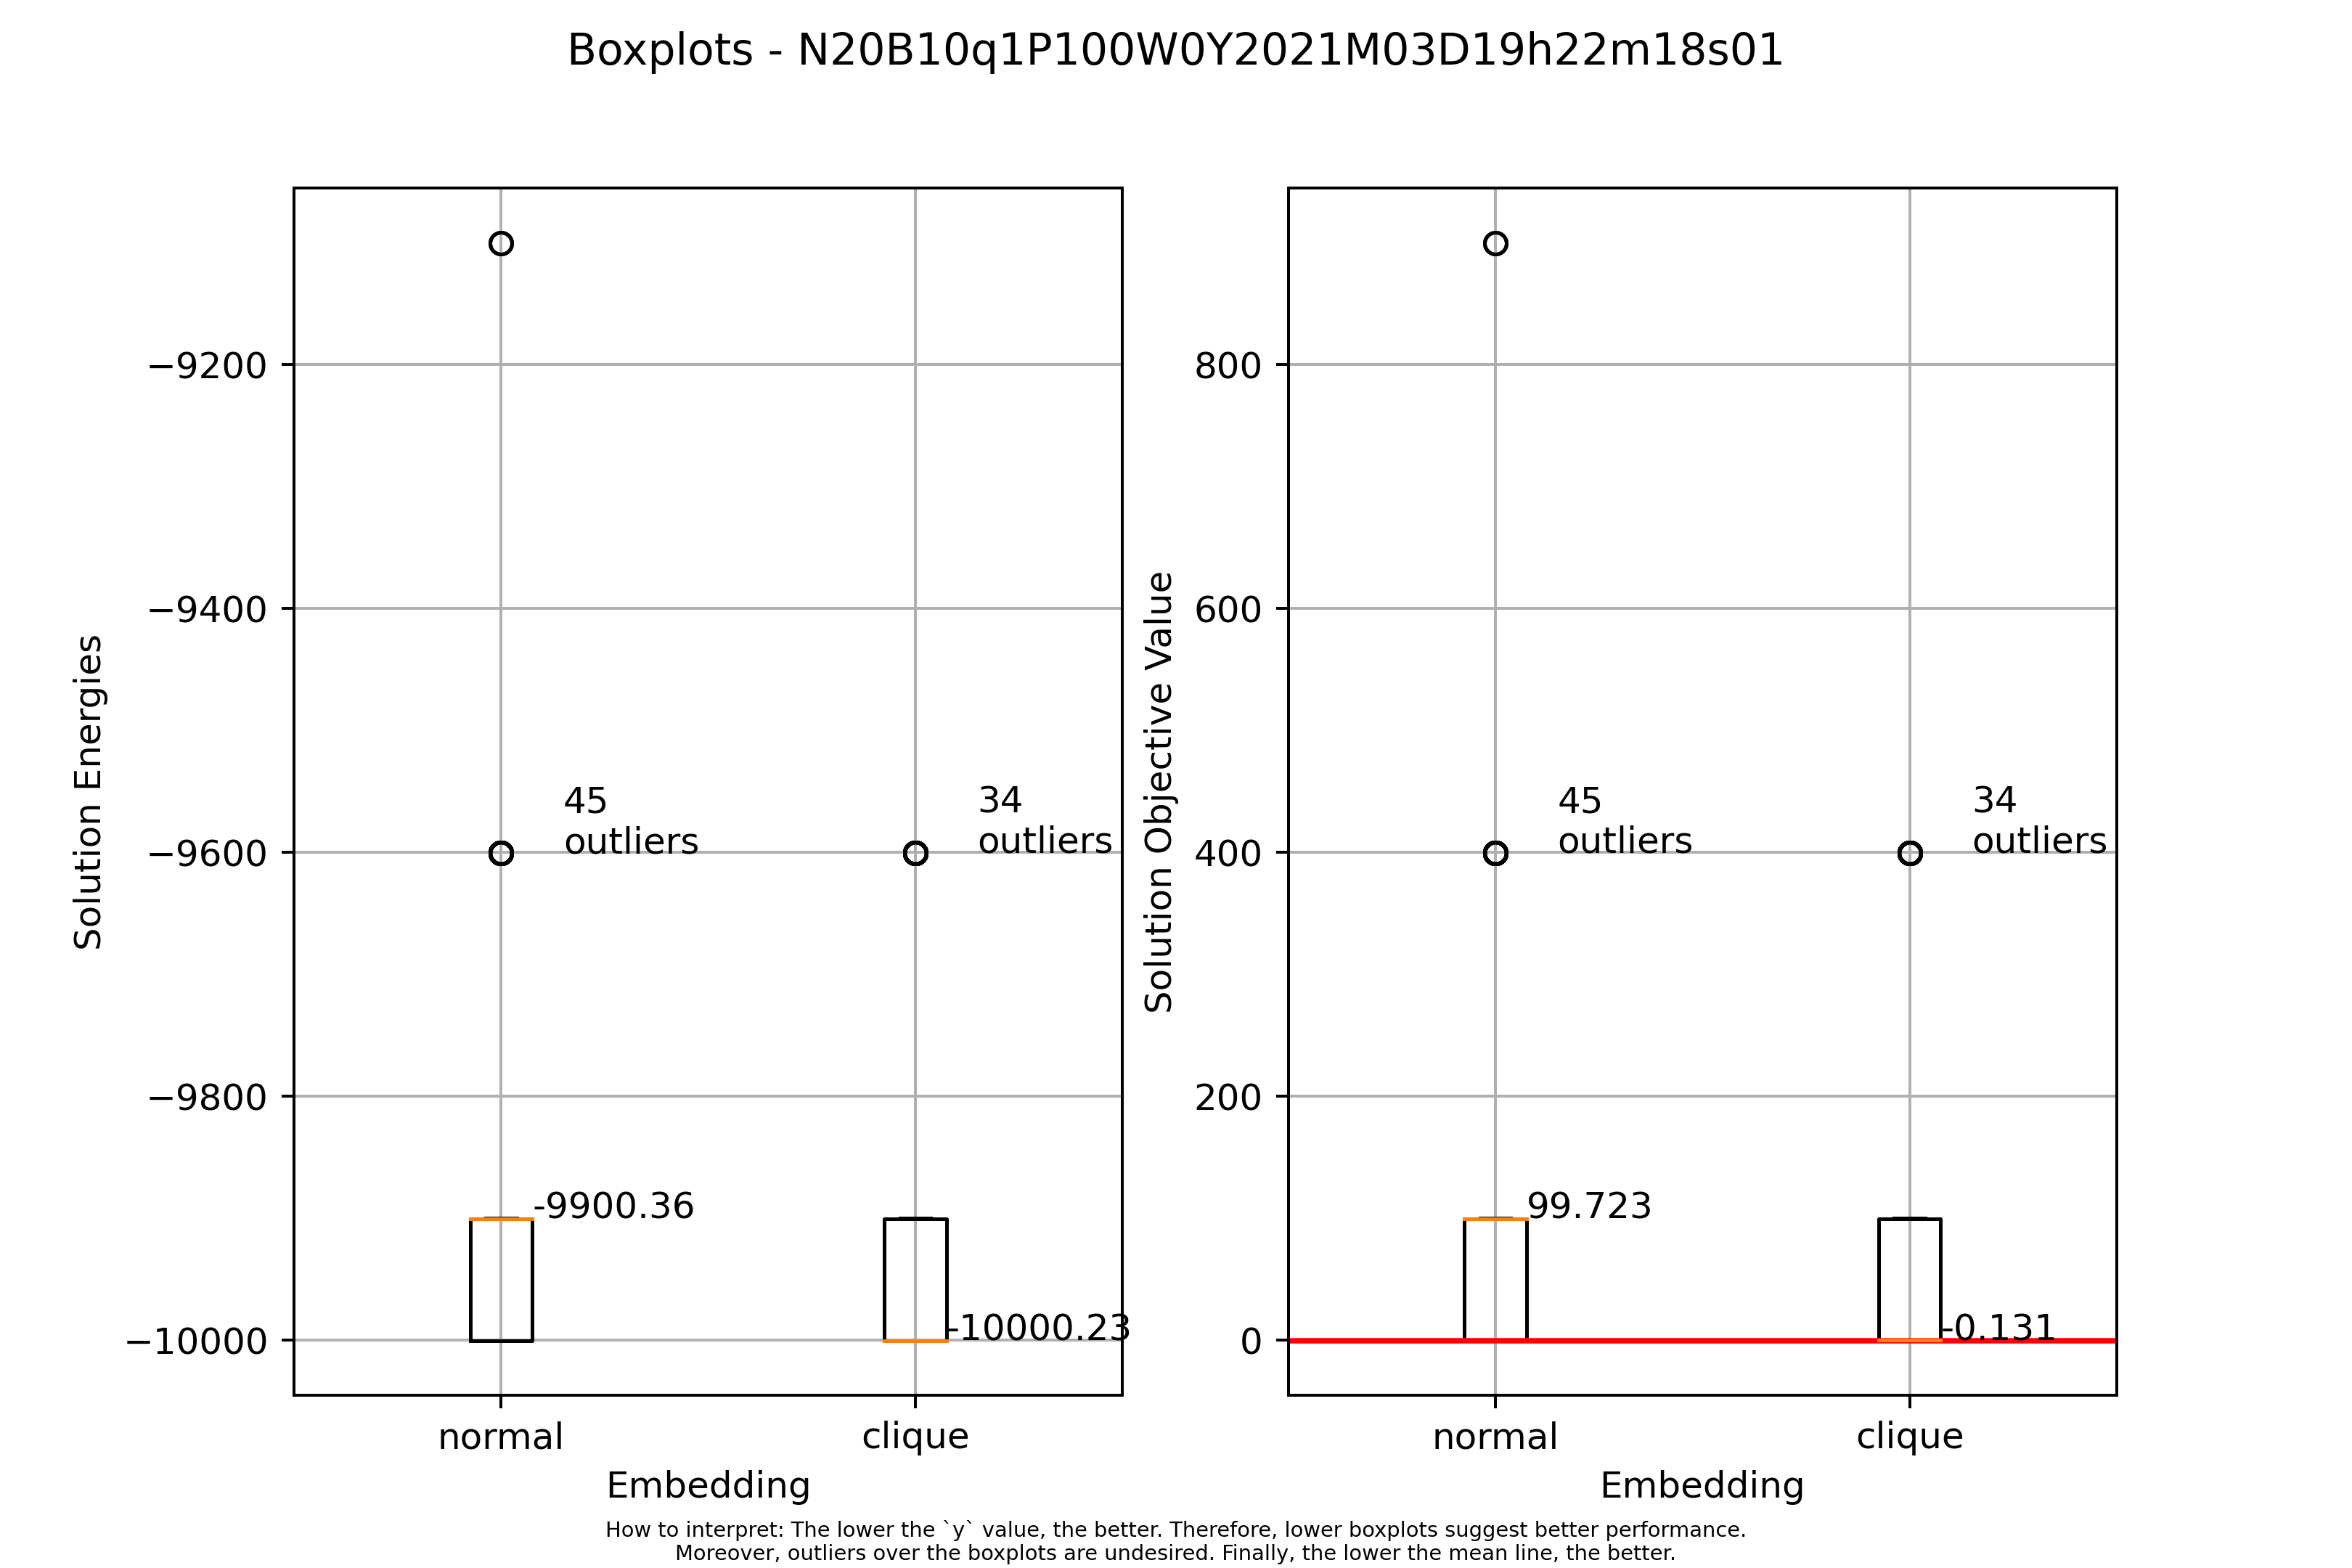 Boxplots - N20B10q1P100W0Y2021M03D19h22m18s01
Solution Energies
−9200
−9400
−9600
−9800
−10000
45
outliers
34
outliers
-9900.36
-10000.23
normal
clique
Embedding
Solution Objective Value
800
600
400
200
0
45
outliers
34
outliers
99.723
-0.131
normal
clique
Embedding
How to interpret: The lower the `y` value, the better. Therefore, lower boxplots suggest better performance.
Moreover, outliers over the boxplots are undesired. Finally, the lower the mean line, the better.